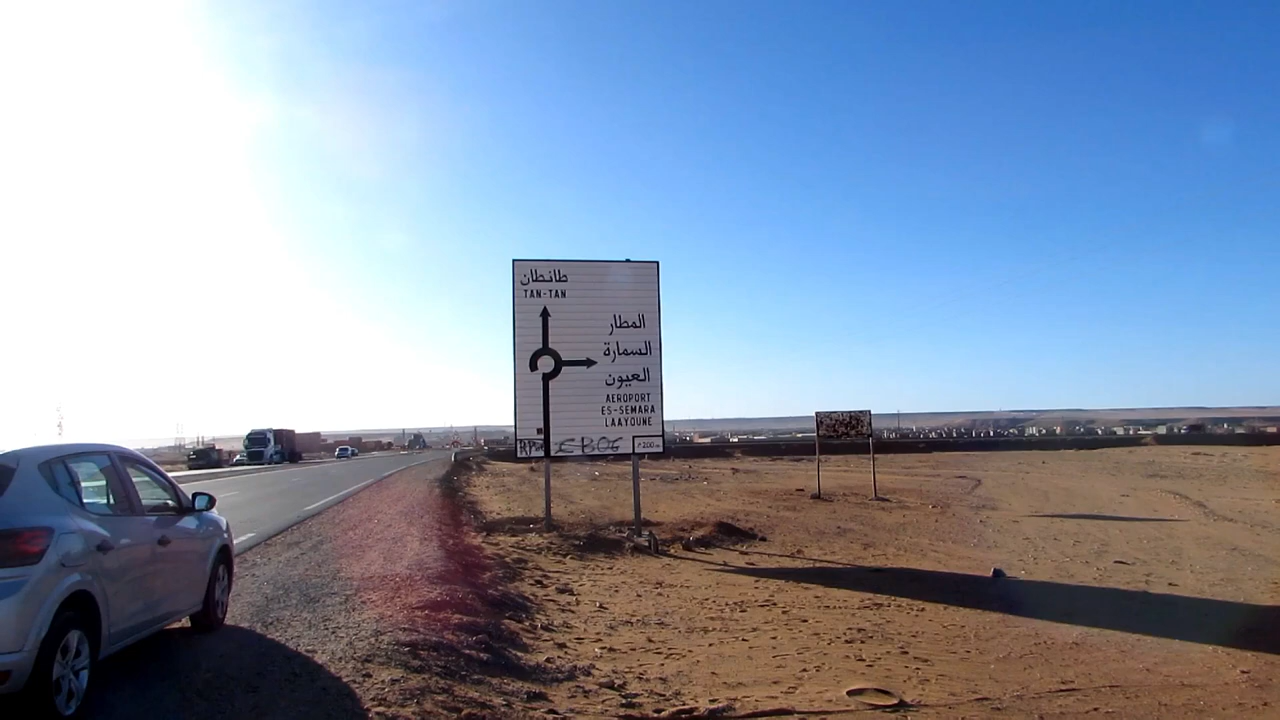 طانطان
TAN-TAN
المطار
السمارة
العيون
AEROPORT
ES-SEMARA
LAAYOUNE
200m